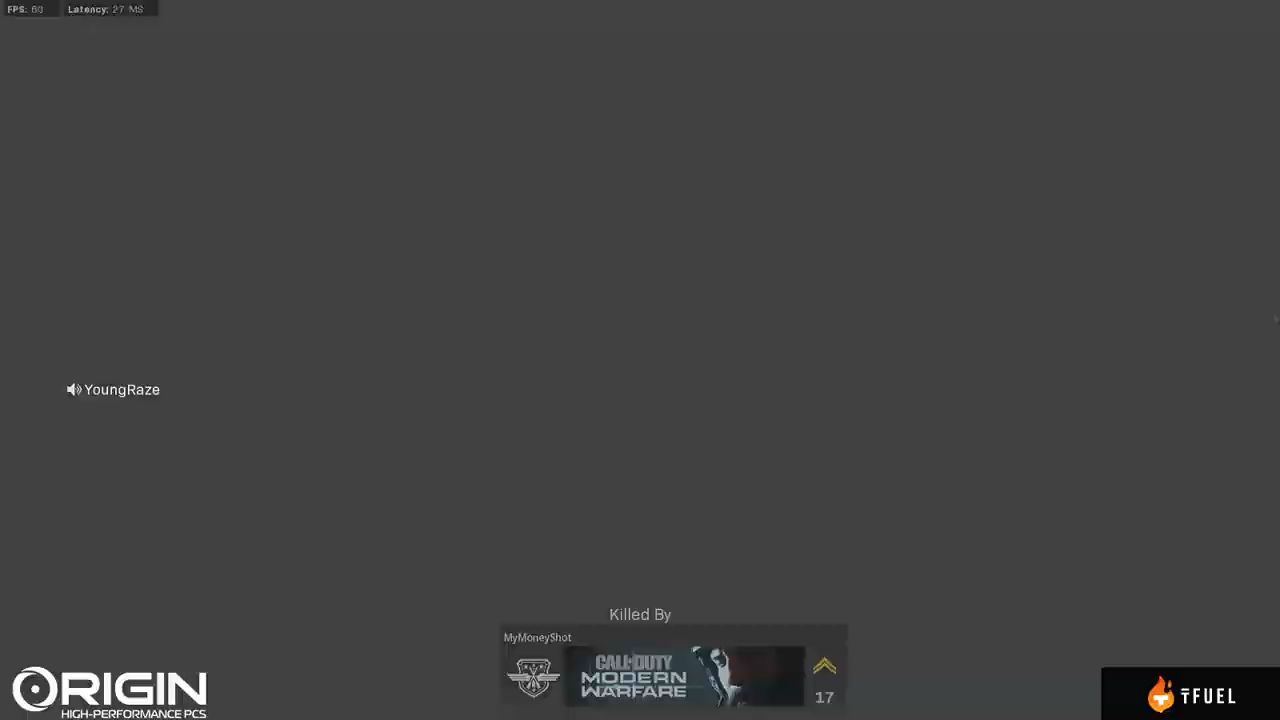 FPS: 60 Latency: 27 MS
YoungRaze
Killed By
MyMoneyShot
CALL OF DUTY
MODERN
WARFARE
17
ORIGIN
HIGH-PERFORMANCE PCS
TFUEL